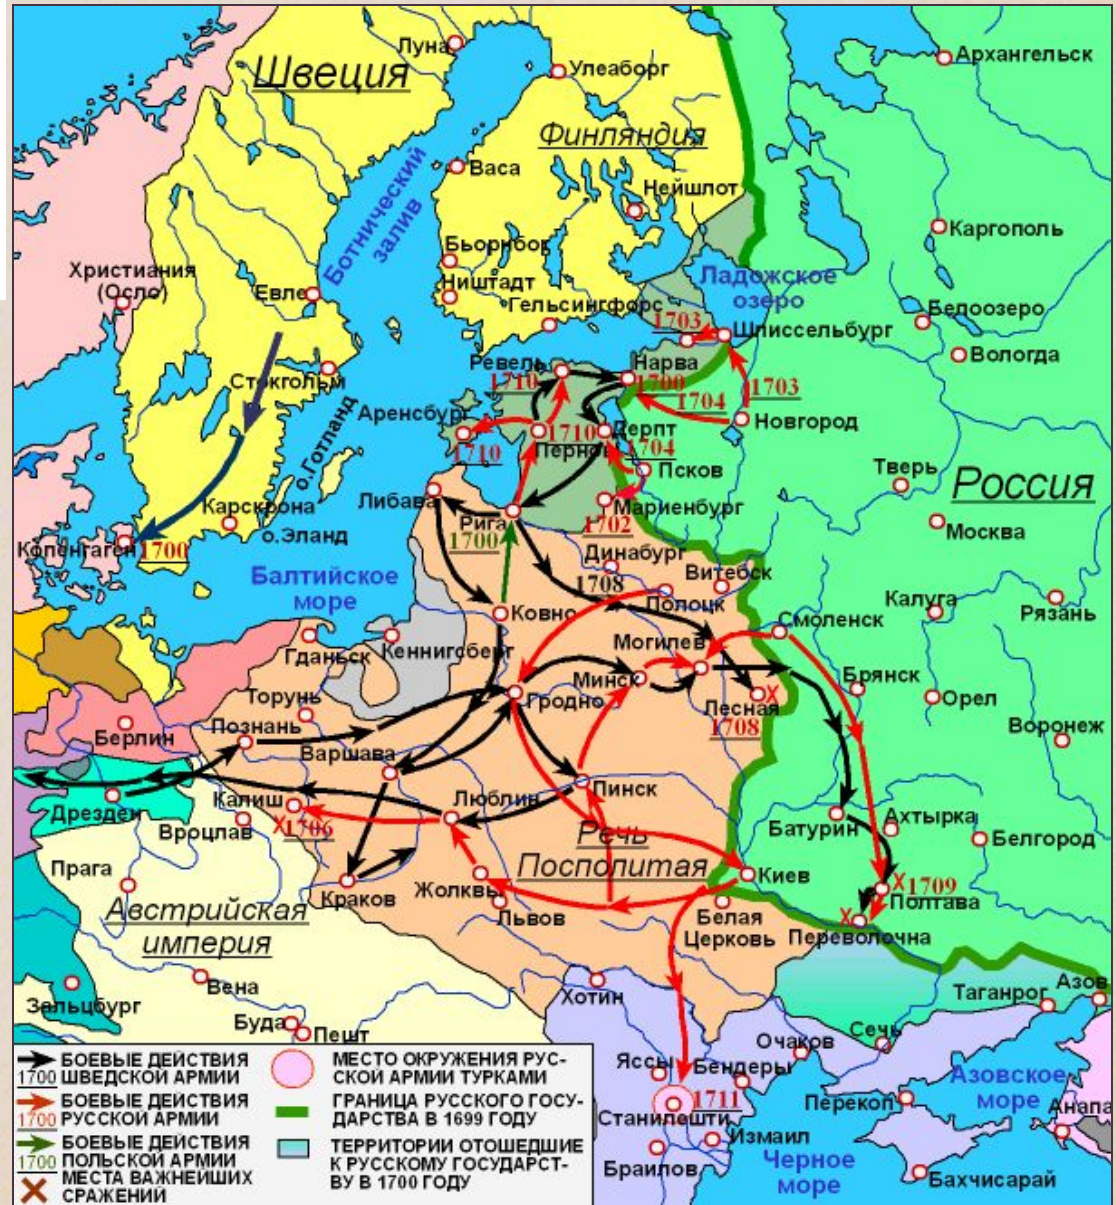 Луна
Архангельск
Швеция
Улеаборг
Финляндия
Ботнический
залив
Васа
Нейшлот
Каргополь
Бьорнборг
Христиания
(Осло)
Евле
Ништадт
Ладожское
озеро
Гельсингфорс
Белоозеро
1703
Шлиссельбург
Вологда
Ревель
Нарва
Стокгольм
1710
1700
1703
1704
Аренсбург
Новгород
1710
Дерпт
о.Готланд
Пернов
1704
1710
Псков
Тверь
Россия
Либава
Карскрона
Рига
Мариенбург
Москва
о.Эланд
1700
1702
Копенгаген
1700
Динабург
Балтийское
море
1708
Витебск
Ковно
Полоцк
Калуга
Рязань
Смоленск
Гданьск
Кеннигсберг
Могилев
Торунь
Минск
Брянск
Гродно
Лесная
Орел
Познань
1708
Воронеж
Берлин
Варшава
Дрезден
Калиш
Люблин
Пинск
Вроцлав
1706
Батурин
Ахтырка
Речь
Посполитая
Белгород
Прага
Краков
Жолквы
Киев
1709
Полтава
Австрийская
империя
Львов
Белая
Церковь
Переволочна
Вена
Зальцбург
Хотин
Таганрог
Азов
Буда
Пешт
Сечь
Очаков
Яссы
Бендеры
Азовское
море
1711
Перекоп
Анапа
Станилешти
Измаил
Браилов
Черное
море
Бахчисарай
БОЕВЫЕ ДЕЙСТВИЯ
1700 ШВЕДСКОЙ АРМИИ
БОЕВЫЕ ДЕЙСТВИЯ
1700 РУССКОЙ АРМИИ
БОЕВЫЕ ДЕЙСТВИЯ
1700 ПОЛЬСКОЙ АРМИИ
МЕСТА ВАЖНЕЙШИХ
СРАЖЕНИЙ
МЕСТО ОКРУЖЕНИЯ РУС-
СКОЙ АРМИИ ТУРКАМИ
ГРАНИЦА РУССКОГО ГОСУ-
ДАРСТВА В 1699 ГОДУ
ТЕРРИТОРИИ ОТОШЕДШИЕ
К РУССКОМУ ГОСУДАРСТ-
ВУ В 1700 ГОДУ